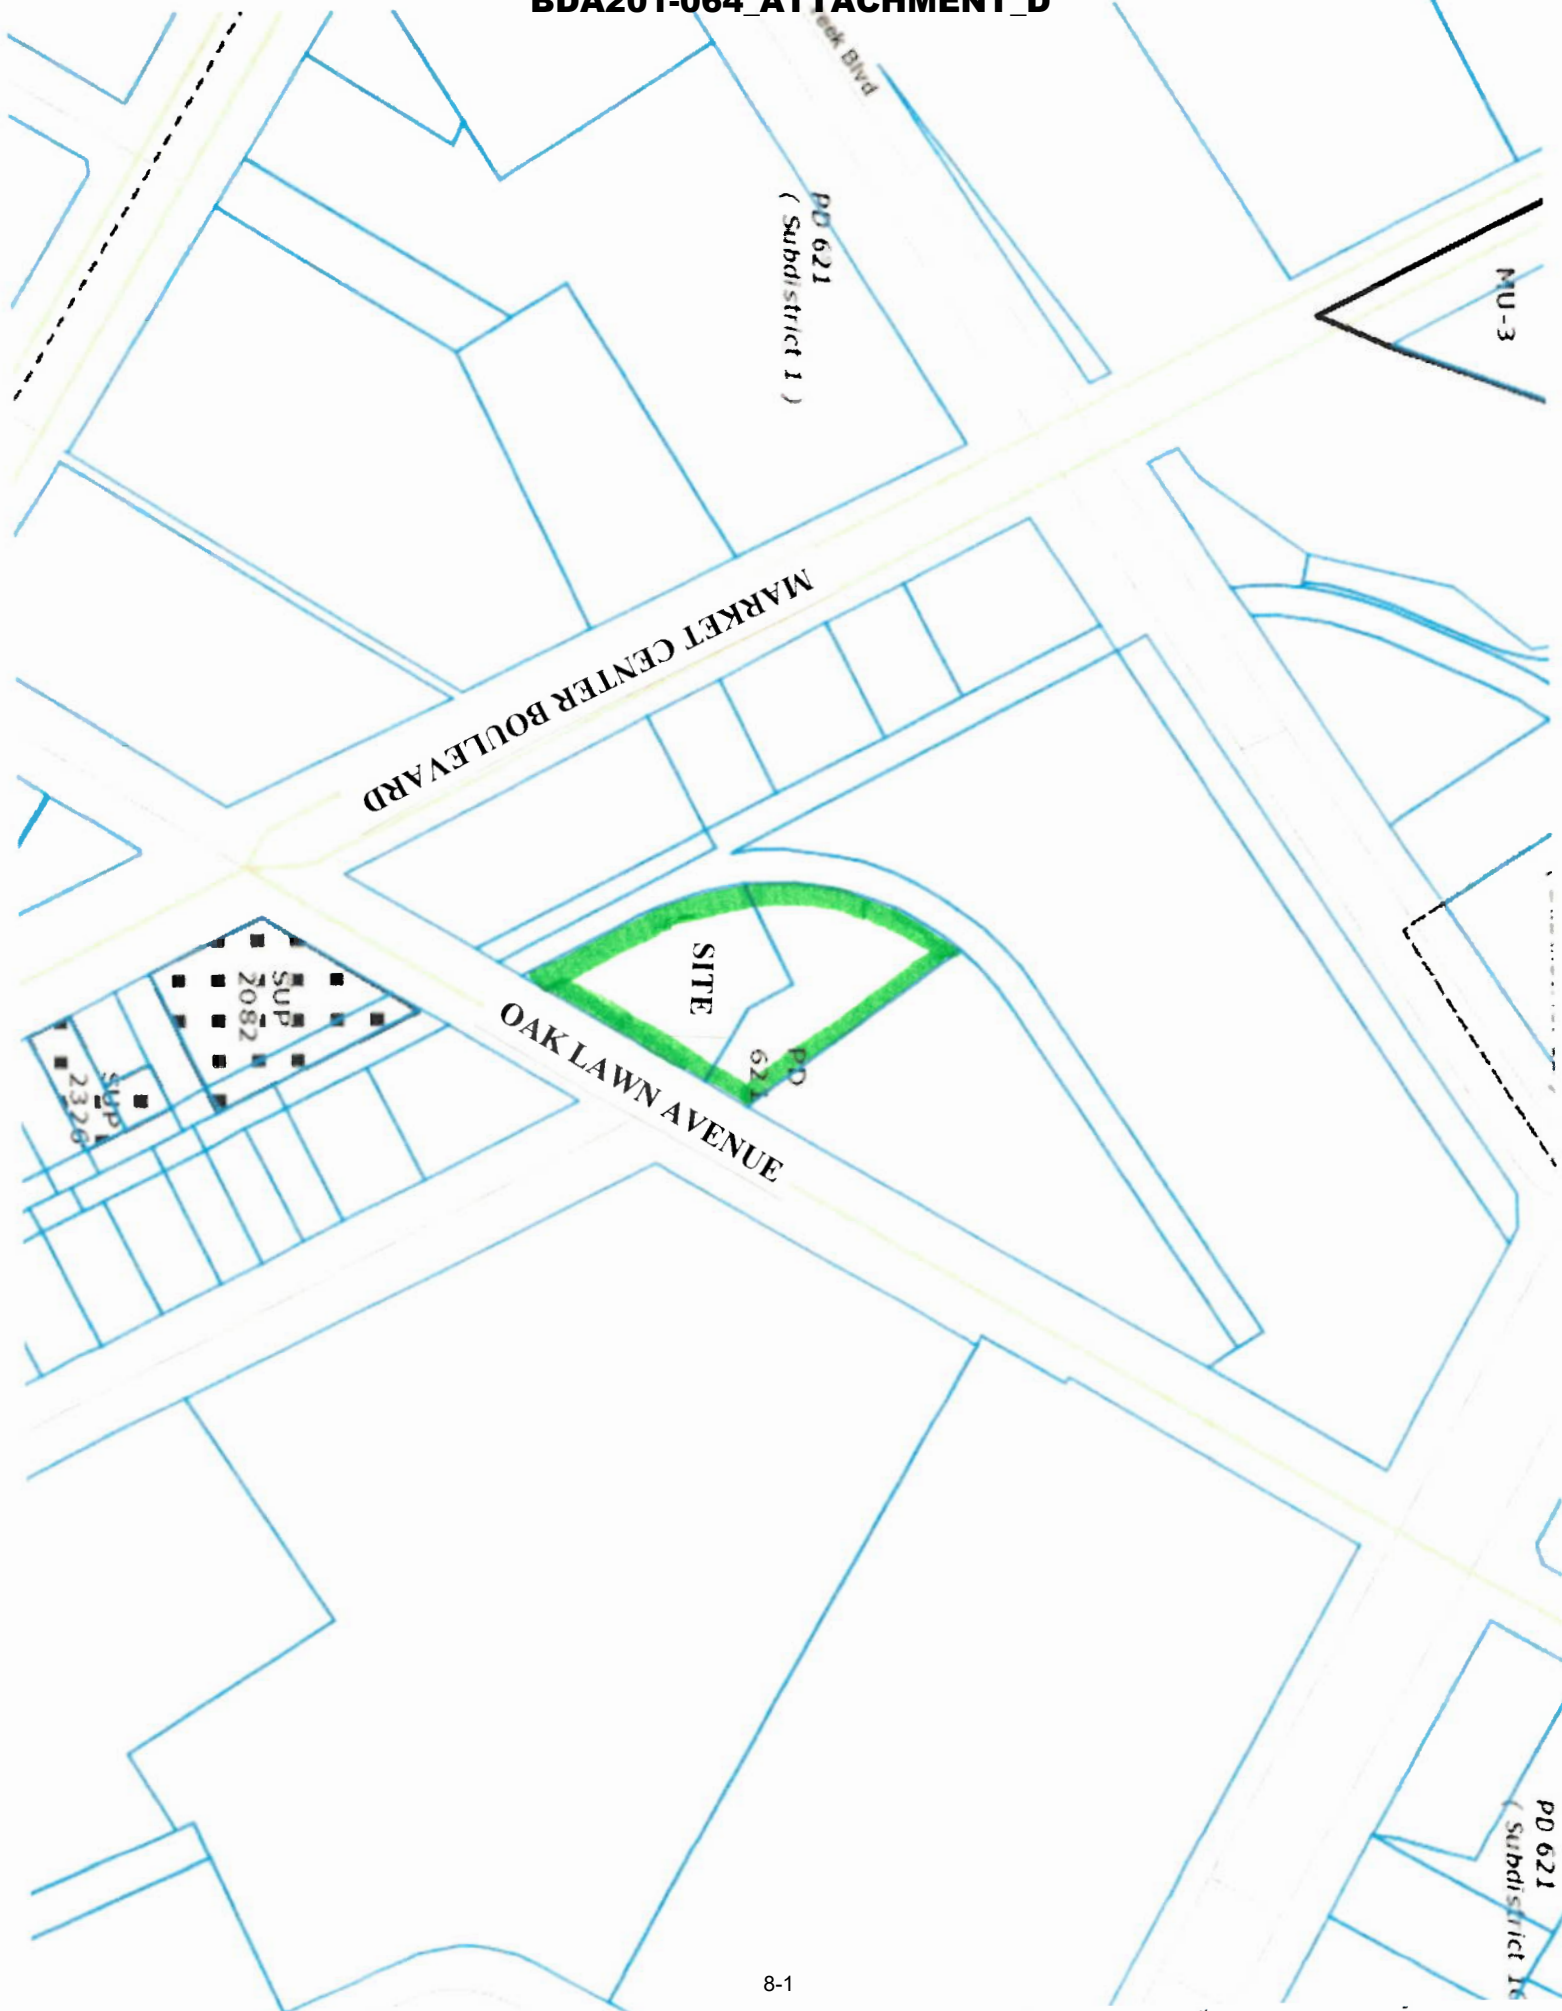 BDA201-064_ATTACHMENT_D
eek Blvd
PD 621
( Subdistrict 1 )
MU-3
MARKET CENTER BOULEVARD
SITE
PD
621
OAK LAWN AVENUE
SUP
2082
SUP
2326
PD 621
( Subdistrict
8-1